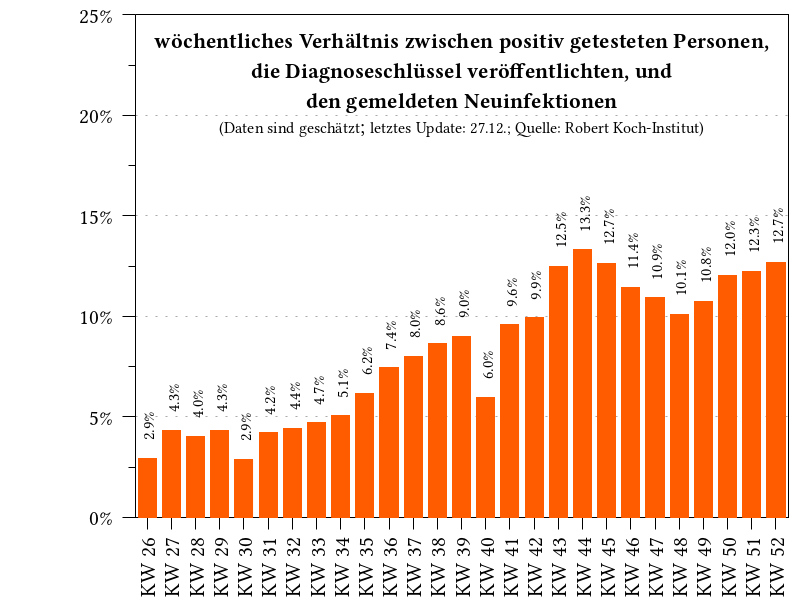 wöchentliches Verhältnis zwischen positiv getesteten Personen,
die Diagnoseschlüssel veröffentlichten, und
den gemeldeten Neuinfektionen
(Daten sind geschätzt; letztes Update: 27.12.; Quelle: Robert Koch-Institut)
25%
20%
15%
10%
5%
0%
2.9%
4.3%
4.0%
4.3%
2.9%
4.2%
4.4%
4.7%
5.1%
6.2%
7.4%
8.0%
8.6%
9.0%
6.0%
9.6%
9.9%
12.5%
13.3%
12.7%
11.4%
10.9%
10.1%
10.8%
12.0%
12.3%
12.7%
KW 26
KW 27
KW 28
KW 29
KW 30
KW 31
KW 32
KW 33
KW 34
KW 35
KW 36
KW 37
KW 38
KW 39
KW 40
KW 41
KW 42
KW 43
KW 44
KW 45
KW 46
KW 47
KW 48
KW 49
KW 50
KW 51
KW 52